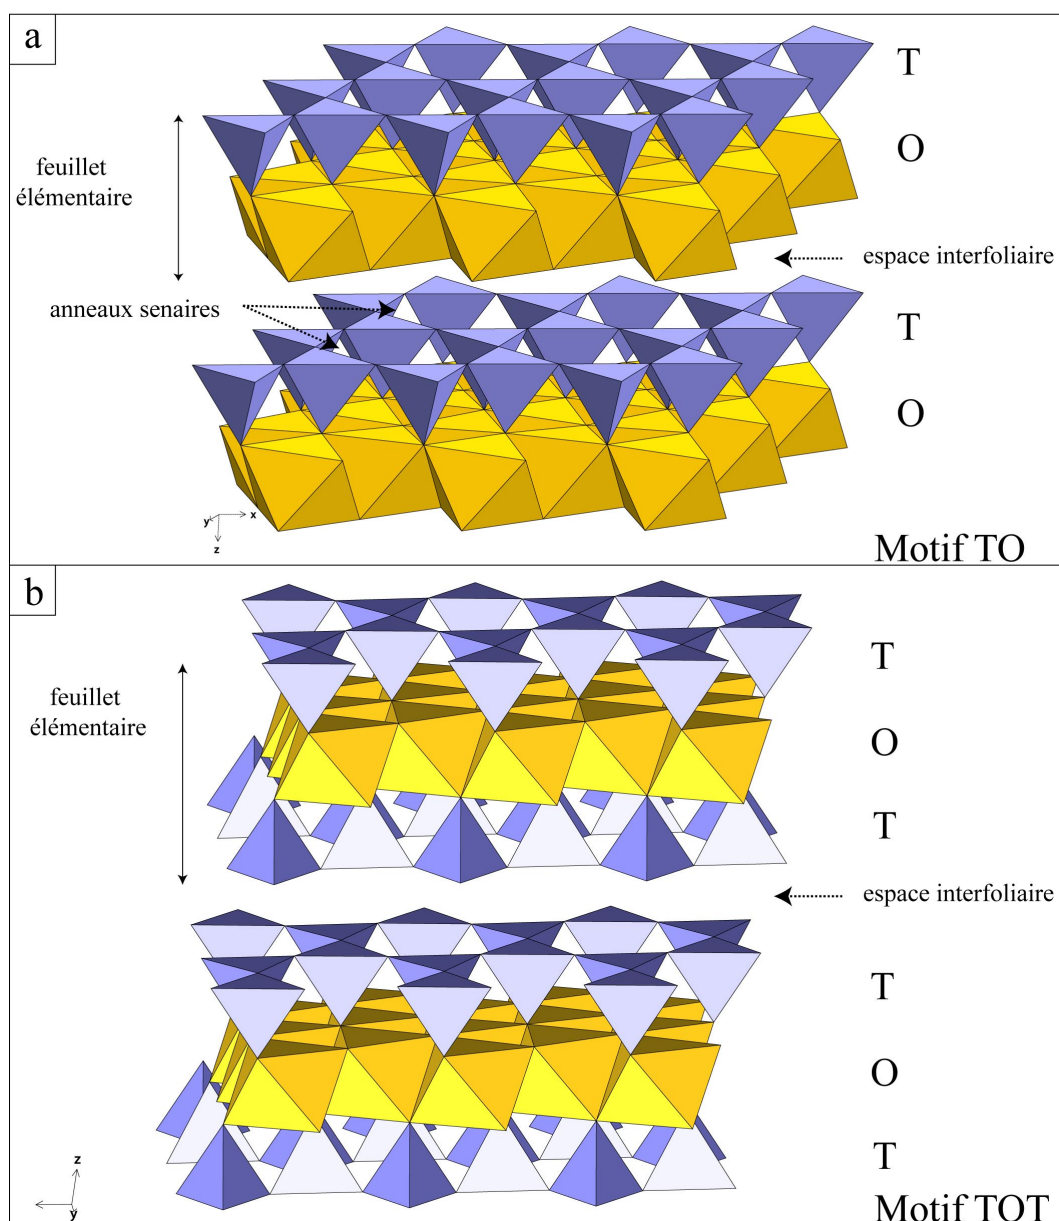 a
T
O
feuillet
élémentaire
espace interfoliaire
anneaux senaires
T
O
y x
z
Motif TO
b
T
feuillet
élémentaire
O
T
espace interfoliaire
T
O
T
z
y
Motif TOT